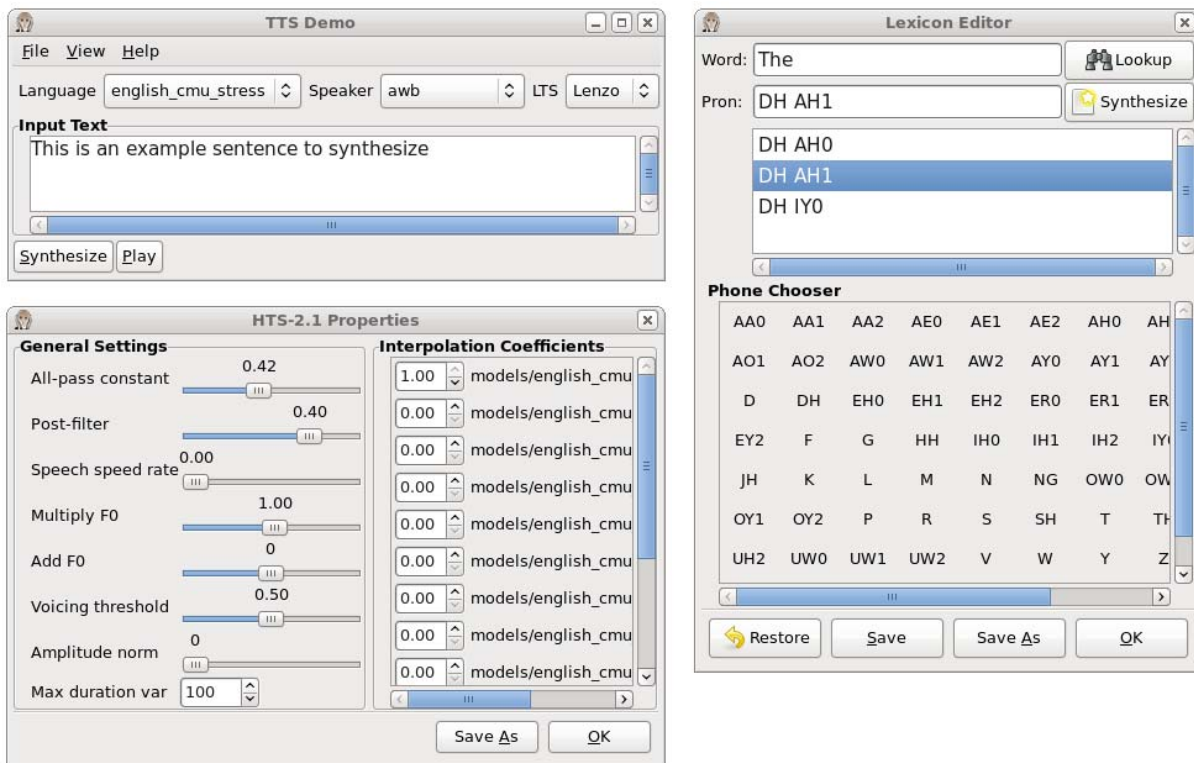 TTS Demo
File View Help
Language english_cmu_stress Speaker awb LTS Lenzo
Input Text
This is an example sentence to synthesize
Synthesize Play
HTS-2.1 Properties
General Settings
All-pass constant 0.42
Post-filter 0.40
Speech speed rate 0.00
Multiply F0 1.00
Add F0 0
Voicing threshold 0.50
Amplitude norm 0
Max duration var 100
Interpolation Coefficients
1.00 models/english_cmu
0.00 models/english_cmu
0.00 models/english_cmu
0.00 models/english_cmu
0.00 models/english_cmu
0.00 models/english_cmu
0.00 models/english_cmu
0.00 models/english_cmu
0.00 models/english_cmu
Save As OK
Lexicon Editor
Word: The Lookup
Pron: DH AH1 Synthesize
DH AH0
DH AH1
DH IY0
Phone Chooser
AA0 AA1 AA2 AE0 AE1 AE2 AH0 AH
AO1 AO2 AW0 AW1 AW2 AY0 AY1 AY
D DH EH0 EH1 EH2 ER0 ER1 ER
EY2 F G HH IH0 IH1 IH2 IY
JH K L M N NG OW0 OW
OY1 OY2 P R S SH T TH
UH2 UW0 UW1 UW2 V W Y Z
Restore Save Save As OK